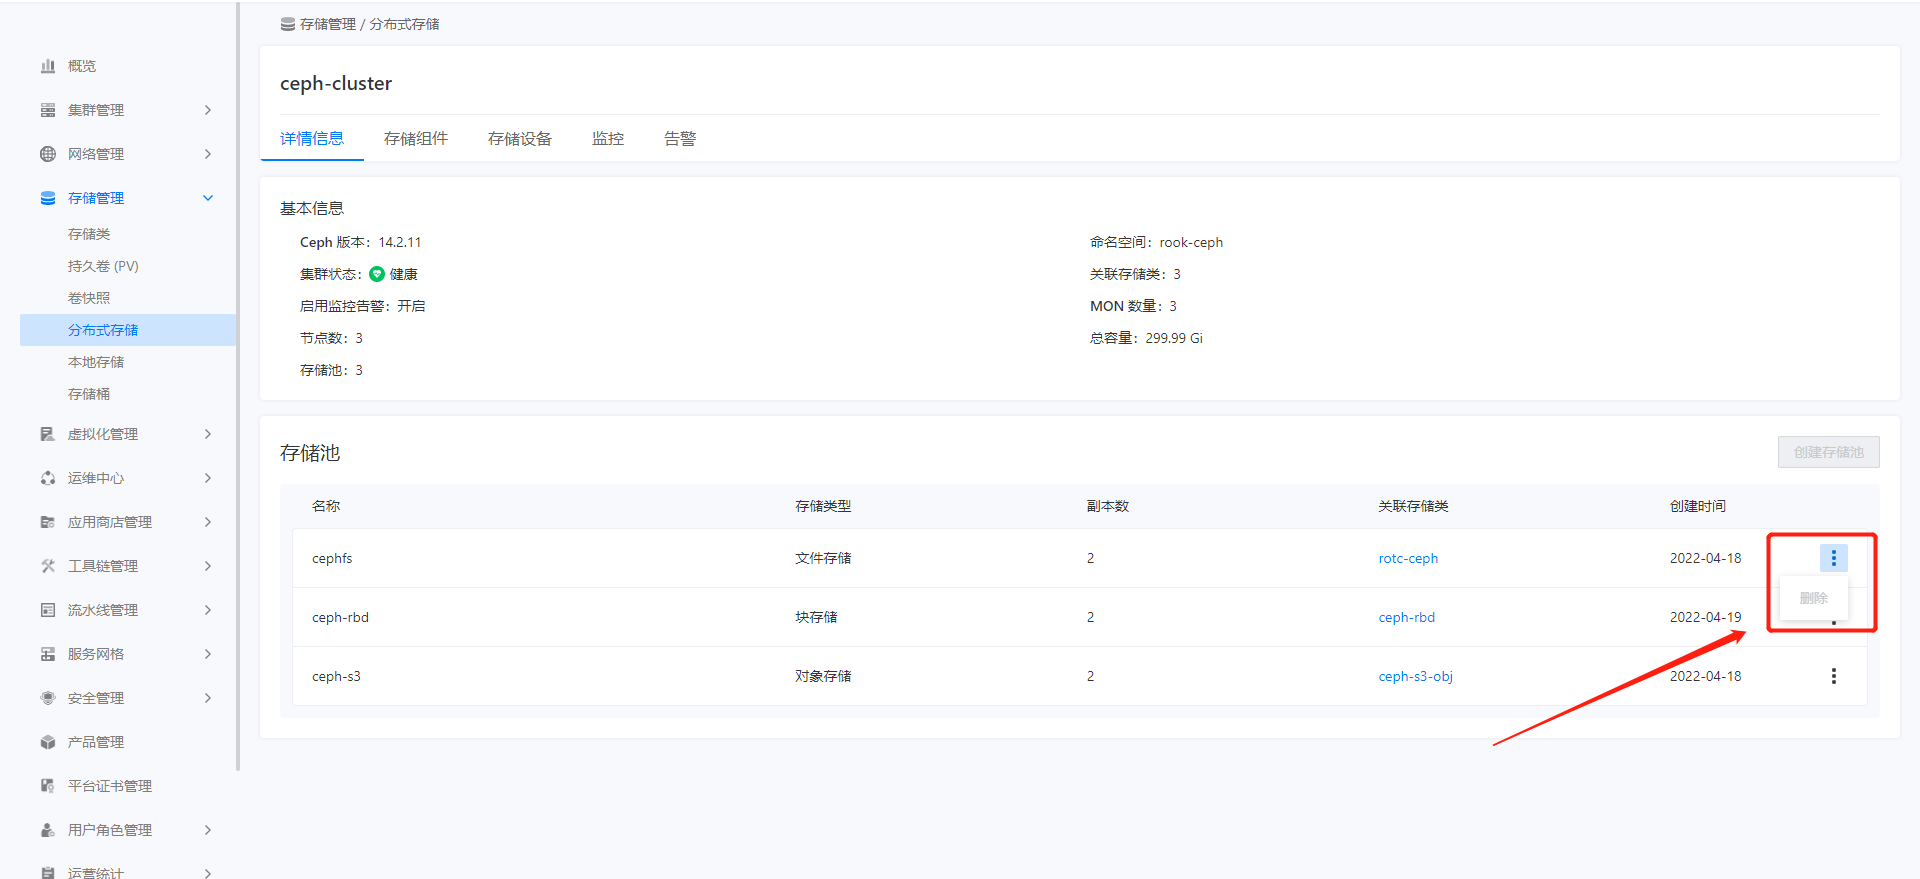 存储管理 / 分布式存储
概览
集群管理
网络管理
存储管理
存储类
持久卷 (PV)
卷快照
分布式存储
本地存储
存储桶
虚拟化管理
运维中心
应用商店管理
工具链管理
流水线管理
服务网格
安全管理
产品管理
平台证书管理
用户角色管理
运营统计
ceph-cluster
详情信息 存储组件 存储设备 监控 告警
基本信息
Ceph 版本：14.2.11 命名空间：rook-ceph
集群状态：健康 关联存储类：3
启用监控告警：开启 MON 数量：3
节点数：3 总容量：299.99 Gi
存储池：3
存储池 创建存储池
名称 存储类型 副本数 关联存储类 创建时间
cephfs 文件存储 2 rotc-ceph 2022-04-18
删除
ceph-rbd 块存储 2 ceph-rbd 2022-04-19
ceph-s3 对象存储 2 ceph-s3-obj 2022-04-18